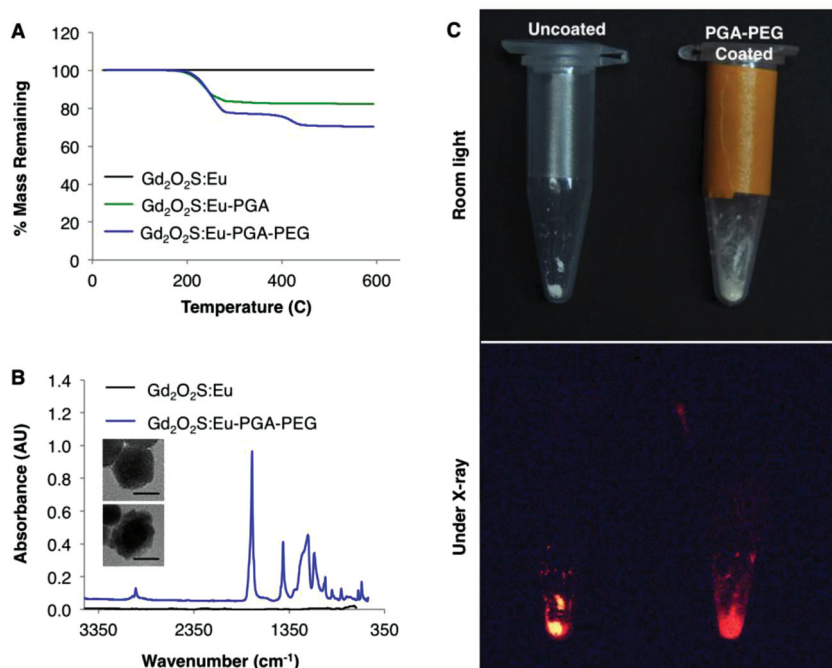 A
120
100
80
60
40
20
0
% Mass Remaining
Gd₂O₂S:Eu
Gd₂O₂S:Eu-PGA
Gd₂O₂S:Eu-PGA-PEG
0 200 400 600
Temperature (C)
B
1.4
1.2
1.0
0.8
0.6
0.4
0.2
0.0
Absorbance (AU)
Gd₂O₂S:Eu
Gd₂O₂S:Eu-PGA-PEG
3350 2350 1350 350
Wavenumber (cm⁻¹)
C
Uncoated
PGA-PEG
Coated
Room light
Under X-ray